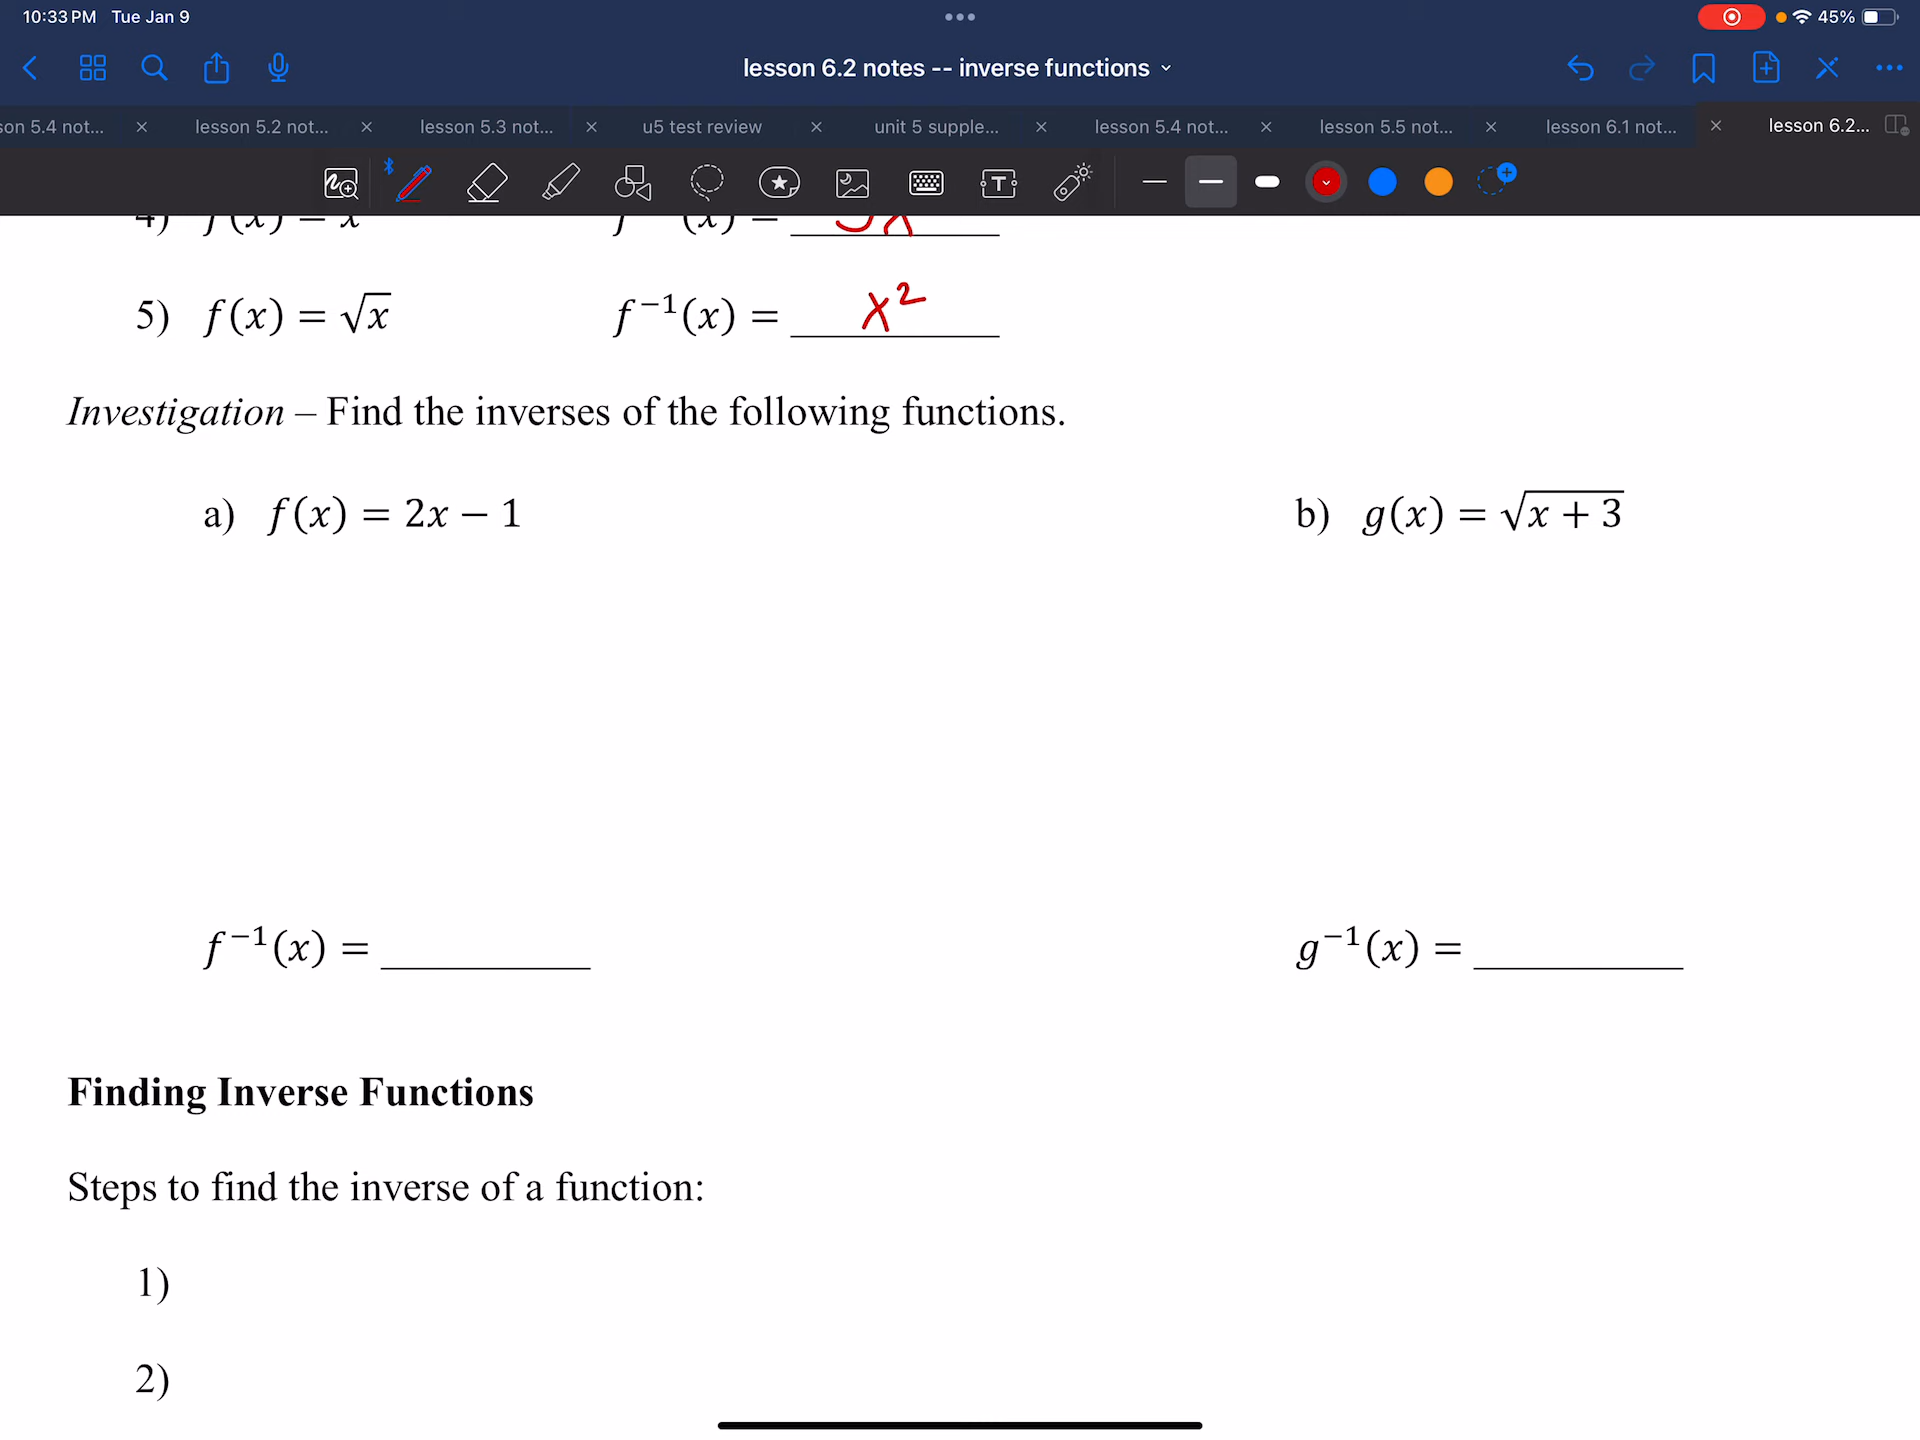 10:33 PM Tue Jan 9
45%
lesson 6.2 notes -- inverse functions
son 5.4 not...
lesson 5.2 not...
lesson 5.3 not...
u5 test review
unit 5 supple...
lesson 5.4 not...
lesson 5.5 not...
lesson 6.1 not...
lesson 6.2...
5) f(x) = √x f⁻¹(x) = x²
Investigation – Find the inverses of the following functions.
a) f(x) = 2x − 1 b) g(x) = √(x + 3)
f⁻¹(x) = __________ g⁻¹(x) = __________
Finding Inverse Functions
Steps to find the inverse of a function:
1)
2)